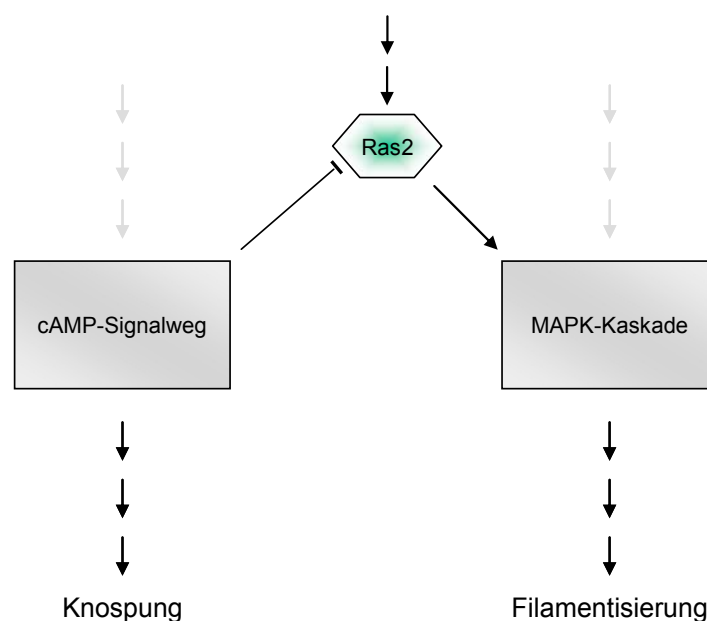 Ras2
cAMP-Signalweg
MAPK-Kaskade
Knospung
Filamentisierung